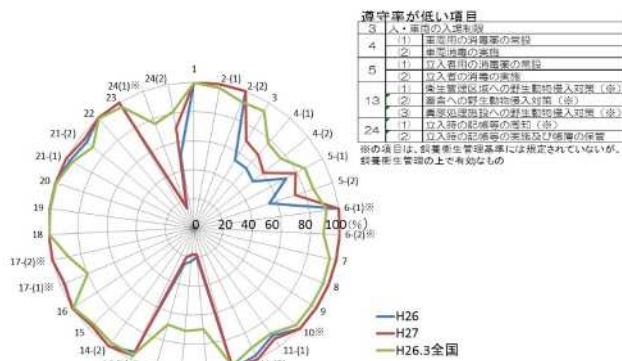 遵守率が低い項目
3 人・車両の入場制限
4 (1) 車両用の消毒薬の常設
(2) 車両消毒の実施
5 (1) 立入者用の消毒薬の常設
(2) 立入者の消毒の実施
13 (1) 衛生管理区域への野生動物侵入対策（※）
(2) 畜舎への野生動物侵入対策（※）
(3) 糞尿処理施設への野生動物侵入対策（※）
24 (1) 立入時の記帳等の周知（※）
(2) 立入時の記帳等の実施及び帳簿の保管
※の項目は、飼養衛生管理基準には規定されていないが、
飼養衛生管理の上で有効なもの
1
2-(1)
2-(2)
3
4-(1)
4-(2)
5-(1)
5-(2)
6-(1)※
6-(2)※
7
8
9
10※
11-(1)
14-(2)
15
16
17-(1)※
17-(2)※
18
19
20
21-(1)
21-(2)
22
23
24(1)※
24(2)
0 20 40 60 80 100(%)
H26
H27
H26.3全国